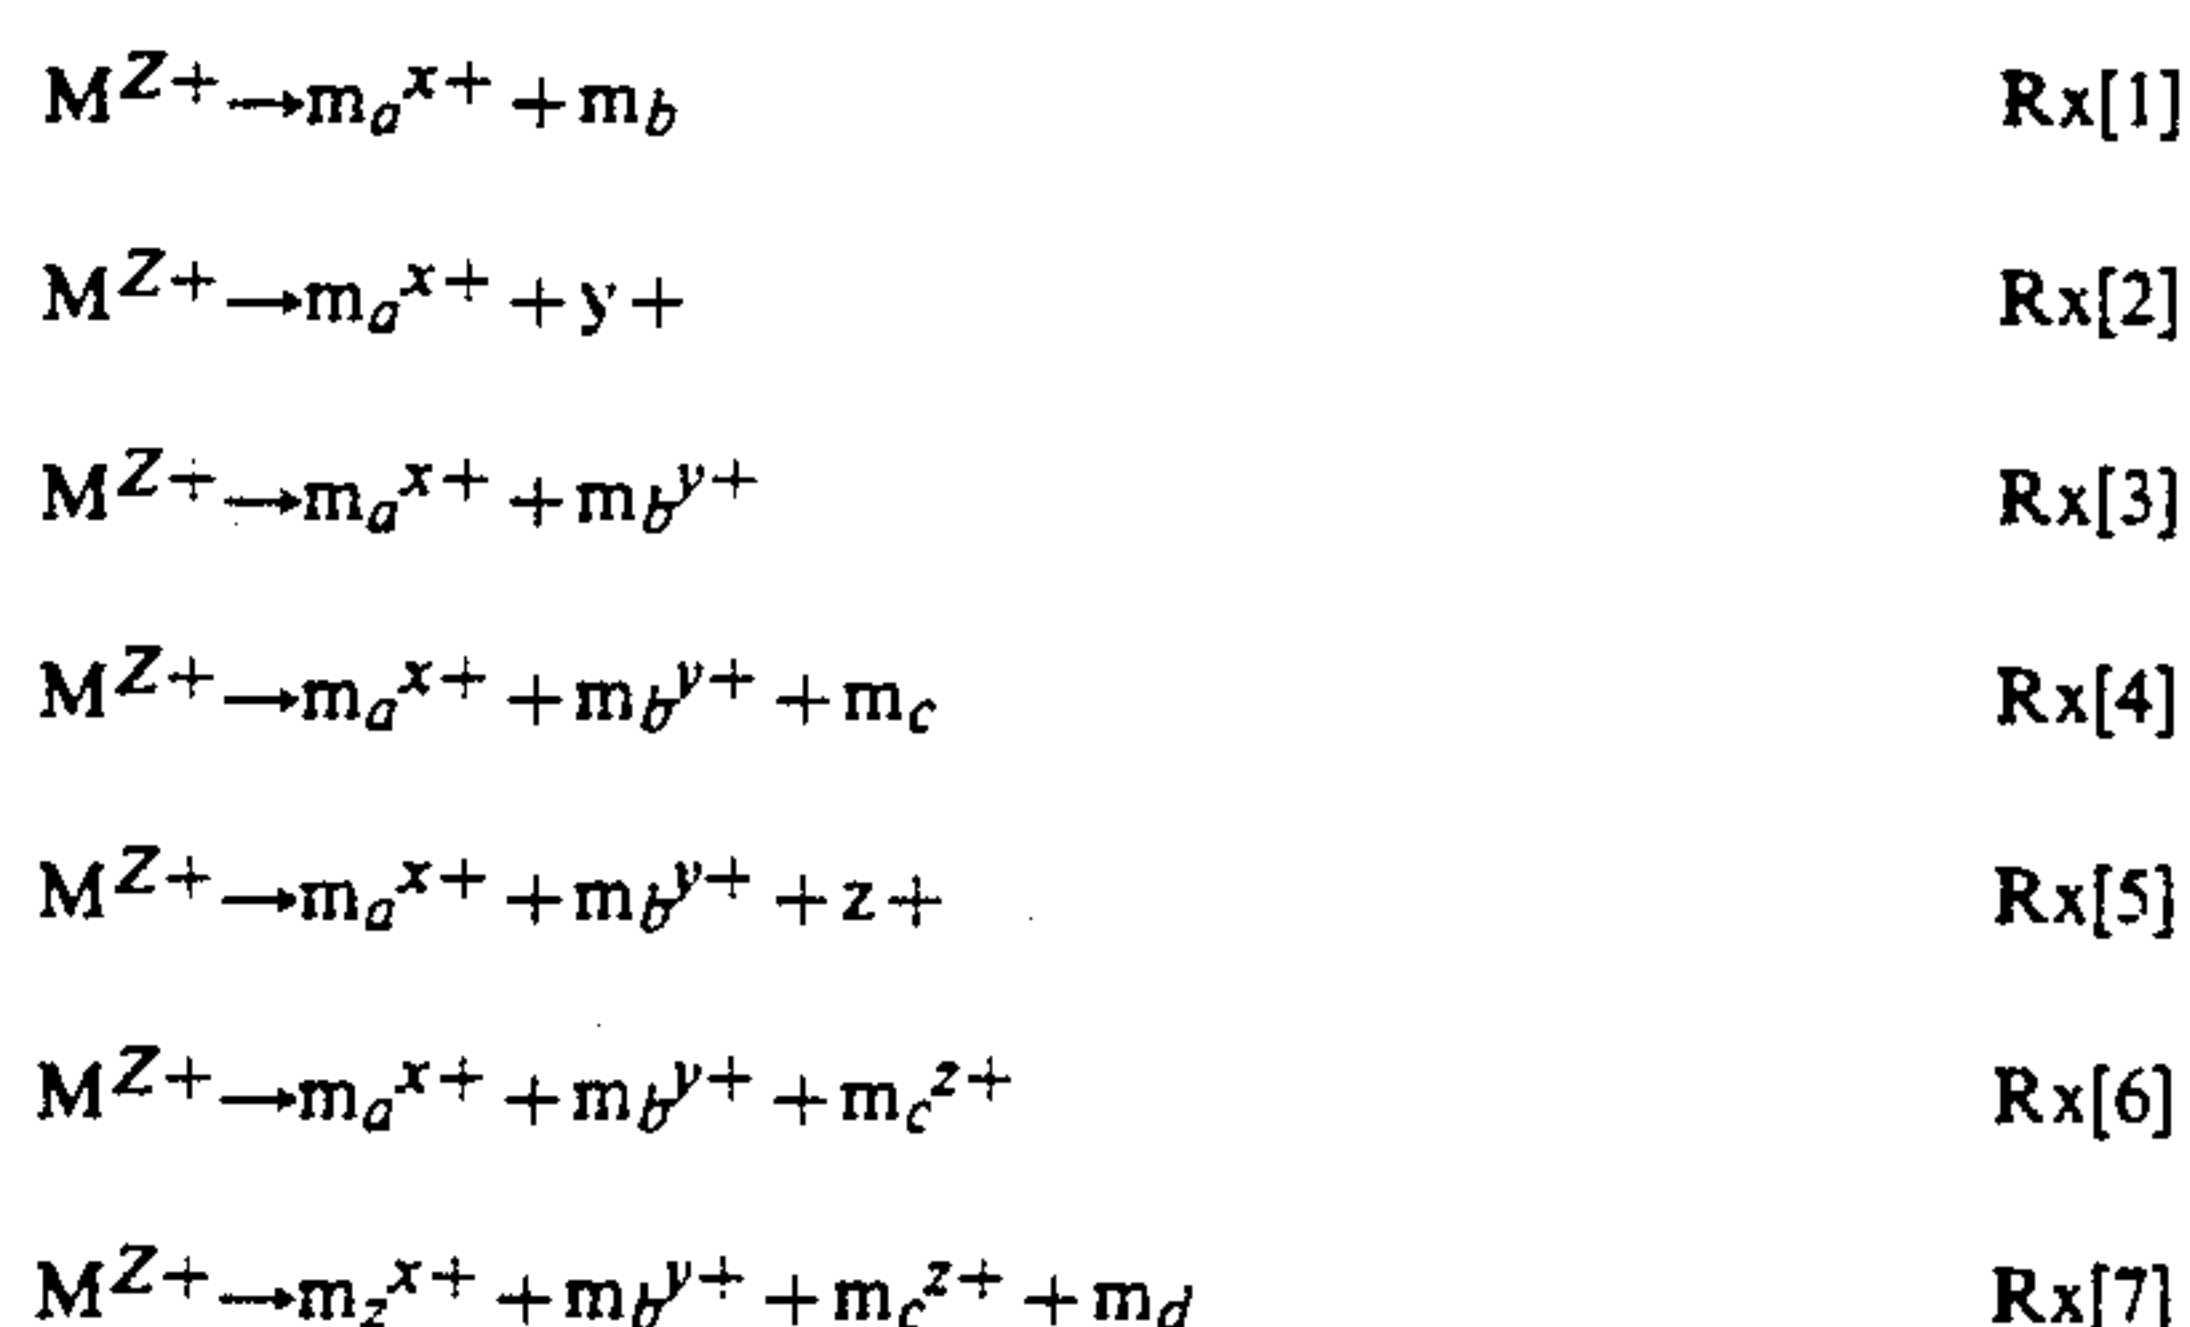 M^{Z+}→m_a^{x+}+m_b Rx[1]
M^{Z+}→m_a^{x+}+y+ Rx[2]
M^{Z+}→m_a^{x+}+m_b^{y+} Rx[3]
M^{Z+}→m_a^{x+}+m_b^{y+}+m_c Rx[4]
M^{Z+}→m_a^{x+}+m_b^{y+}+z+ Rx[5]
M^{Z+}→m_a^{x+}+m_b^{y+}+m_c^{z+} Rx[6]
M^{Z+}→m_z^{x+}+m_b^{y+}+m_c^{z+}+m_d Rx[7]